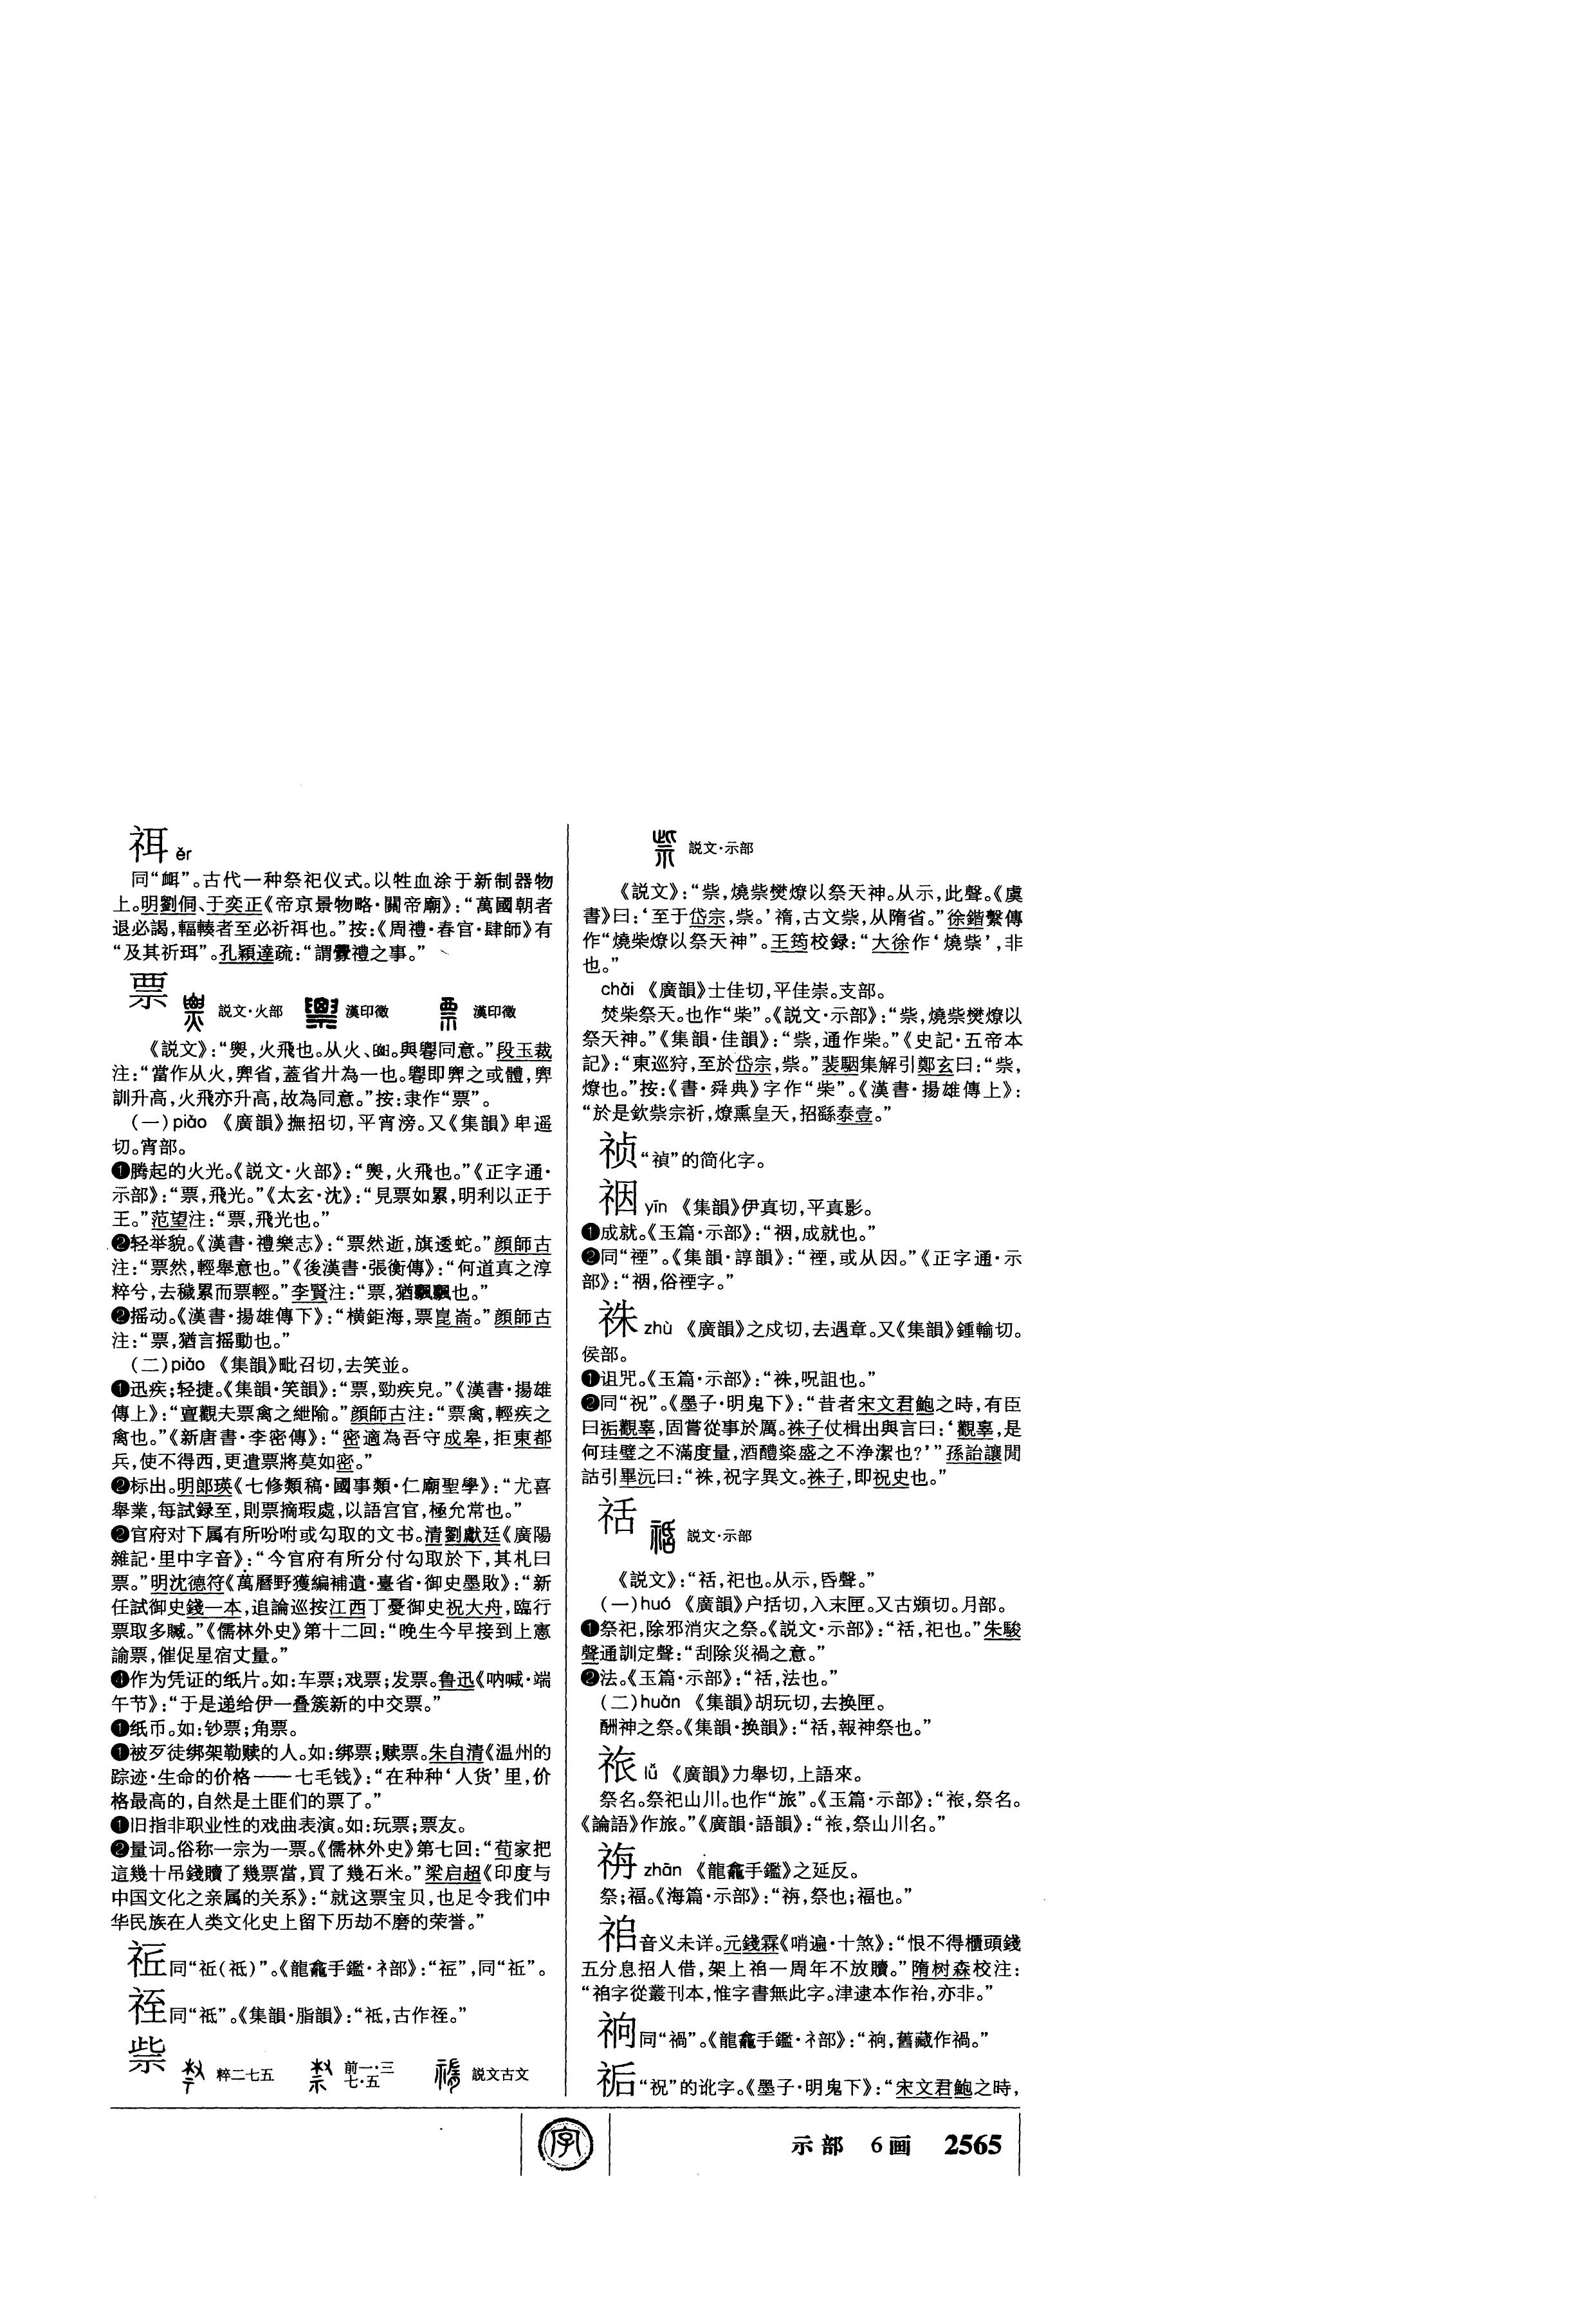 祬 ěr
同“衈”。古代一种祭祀仪式。以牲血涂于新制器物
上。明劉侗、于奕正《帝京景物略·關帝廟》：“萬國朝者
退必謁，輻輳者至必祈祬也。”按：《周禮·春官·肆師》有
“及其祈珥”。孔穎達疏：“謂釁禮之事。”
票 説文·火部 漢印徵 漢印徵
《説文》：“㷠，火飛也。从火、𦥼。與𠨧同意。”段玉裁
注：“當作从火，𢍱省，蓋省廾為一也。𠨧即𢍱之或體，𢍱
訓升高，火飛亦升高，故為同意。”按：隶作“票”。
（一）piāo 《廣韻》撫招切，平宵滂。又《集韻》卑遥
切。宵部。
❶腾起的火光。《説文·火部》：“㷠，火飛也。”《正字通·
示部》：“票，飛光。”《太玄·沈》：“見票如累，明利以正于
王。”范望注：“票，飛光也。”
❷轻举貌。《漢書·禮樂志》：“票然逝，旗逶蛇。”顔師古
注：“票然，輕舉意也。”《後漢書·張衡傳》：“何道真之淳
粹兮，去穢累而票輕。”李賢注：“票，猶飄飄也。”
❷摇动。《漢書·揚雄傳下》：“横鉅海，票崑崙。”顔師古
注：“票，猶言摇動也。”
（二）piào 《集韻》毗召切，去笑並。
❶迅疾；轻捷。《集韻·笑韻》：“票，勁疾皃。”《漢書·揚雄
傳上》：“亶觀夫票禽之紲隃。”顔師古注：“票禽，輕疾之
禽也。”《新唐書·李密傳》：“密適為吾守成皋，拒東都
兵，使不得西，更遣票將莫如密。”
❷标出。明郎瑛《七修類稿·國事類·仁廟聖學》：“尤喜
舉業，每試録至，則票摘瑕處，以語宫官，極允常也。”
❷官府对下属有所吩咐或勾取的文书。清劉獻廷《廣陽
雜記·里中字音》：“今官府有所分付勾取於下，其札曰
票。”明沈德符《萬曆野獲編補遺·臺省·御史墨敗》：“新
任試御史錢一本，追論巡按江西丁憂御史祝大舟，臨行
票取多贓。”《儒林外史》第十二回：“晚生今早接到上憲
諭票，催促星宿丈量。”
❹作为凭证的纸片。如：车票；戏票；发票。鲁迅《呐喊·端
午节》：“于是递给伊一叠簇新的中交票。”
❶纸币。如：钞票；角票。
❶被歹徒绑架勒赎的人。如：绑票；赎票。朱自清《温州的
踪迹·生命的价格——七毛钱》：“在种种‘人货’里，价
格最高的，自然是土匪们的票了。”
❶旧指非职业性的戏曲表演。如：玩票；票友。
❷量词。俗称一宗为一票。《儒林外史》第七回：“荀家把
這幾十吊錢贖了幾票當，買了幾石米。”梁启超《印度与
中国文化之亲属的关系》：“就这票宝贝，也足令我们中
华民族在人类文化史上留下历劫不磨的荣誉。”
同“䘣（祗）”。《龍龕手鑑·礻部》：
同“祗”。《集韻·脂韻》：“祗，古作祬。”
祡 粹二七五 前一·三七·五 説文古文
説文·示部
《説文》：“祡，燒祡樊燎以祭天神。从示，此聲。《虞
書》曰：‘至于岱宗，祡。’𥛮，古文祡，从隋省。”徐鍇繫傳
作“燒柴燎以祭天神”。王筠校録：“大徐作‘燒祡’，非
也。”
chái 《廣韻》士佳切，平佳崇。支部。
焚柴祭天。也作“柴”。《説文·示部》：“祡，燒祡樊燎以
祭天神。”《集韻·佳韻》：“祡，通作柴。”《史記·五帝本
記》：“東巡狩，至於岱宗，祡。”裴駰集解引鄭玄曰：“祡，
燎也。”按：《書·舜典》字作“柴”。《漢書·揚雄傳上》：
“於是欽祡宗祈，燎熏皇天，招繇泰壹。”
祯 “禎”的简化字。
祵 yīn 《集韻》伊真切，平真影。
❶成就。《玉篇·示部》：“祵，成就也。”
❷同“禋”。《集韻·諄韻》：“禋，或从因。”《正字通·示
部》：“祵，俗禋字。”
祩 zhù 《廣韻》之戍切，去遇章。又《集韻》鍾輸切。
侯部。
❶诅咒。《玉篇·示部》：“祩，呪詛也。”
❷同“祝”。《墨子·明鬼下》：“昔者宋文君鮑之時，有臣
曰䄃觀辜，固嘗從事於厲。祩子仗楫出與言曰：‘觀辜，是
何珪璧之不滿度量，酒醴粢盛之不净潔也？’”孫詒讓閒
詁引畢沅曰：“祩，祝字異文。祩子，即祝史也。”
䄆 説文·示部
《説文》：“䄆，祀也。从示，昏聲。”
（一）huó 《廣韻》户括切，入末匣。又古頒切。月部。
❶祭祀，除邪消灾之祭。《説文·示部》：“䄆，祀也。”朱駿
聲通訓定聲：“刮除災禍之意。”
❷法。《玉篇·示部》：“䄆，法也。”
（二）huàn 《集韻》胡玩切，去换匣。
酬神之祭。《集韻·换韻》：“䄆，報神祭也。”
祣 lǚ 《廣韻》力舉切，上語來。
祭名。祭祀山川。也作“旅”。《玉篇·示部》：“祣，祭名。
《論語》作旅。”《廣韻·語韻》：“祣，祭山川名。”
zhān 《龍龕手鑑》之延反。
祭；福。《海篇·示部》：“祭也；福也。”
音义未详。元錢霖《哨遍·十煞》：“恨不得櫃頭錢
五分息招人借，架上一周年不放贖。”隋树森校注：
“字從叢刊本，惟字書無此字。津逮本作祫，亦非。”
同“禍”。《龍龕手鑑·礻部》：“舊藏作禍。”
䄃 “祝”的讹字。《墨子·明鬼下》：“宋文君鮑之時，
字 示部 6画 2565